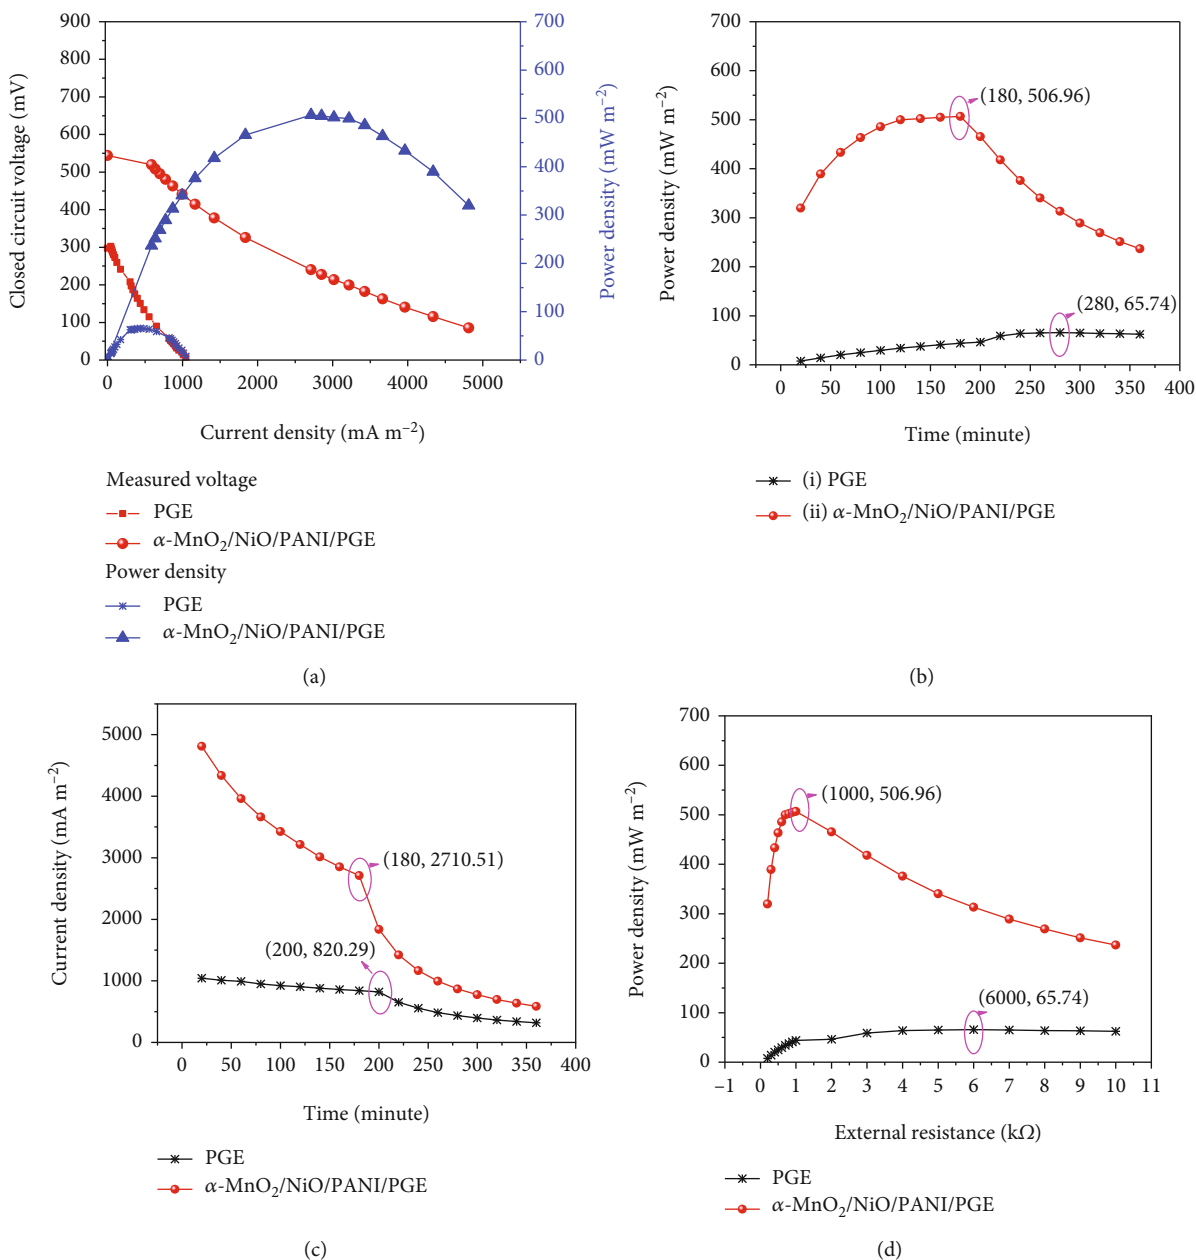 900
800
700
600
500
400
300
200
100
0
Closed circuit voltage (mV)
700
600
500
400
300
200
100
0
Power density (mW m⁻²)
0 1000 2000 3000 4000 5000
Current density (mA m⁻²)
Measured voltage
PGE
α-MnO₂/NiO/PANI/PGE
Power density
PGE
α-MnO₂/NiO/PANI/PGE
(a)
700
600
500
400
300
200
100
0
Power density (mW m⁻²)
(180, 506.96)
(280, 65.74)
0 50 100 150 200 250 300 350 400
Time (minute)
(i) PGE
(ii) α-MnO₂/NiO/PANI/PGE
(b)
5000
4000
3000
2000
1000
0
Current density (mA m⁻²)
(180, 2710.51)
(200, 820.29)
0 50 100 150 200 250 300 350 400
Time (minute)
PGE
α-MnO₂/NiO/PANI/PGE
(c)
700
600
500
400
300
200
100
0
Power density (mW m⁻²)
(1000, 506.96)
(6000, 65.74)
−1 0 1 2 3 4 5 6 7 8 9 10 11
External resistance (kΩ)
PGE
α-MnO₂/NiO/PANI/PGE
(d)